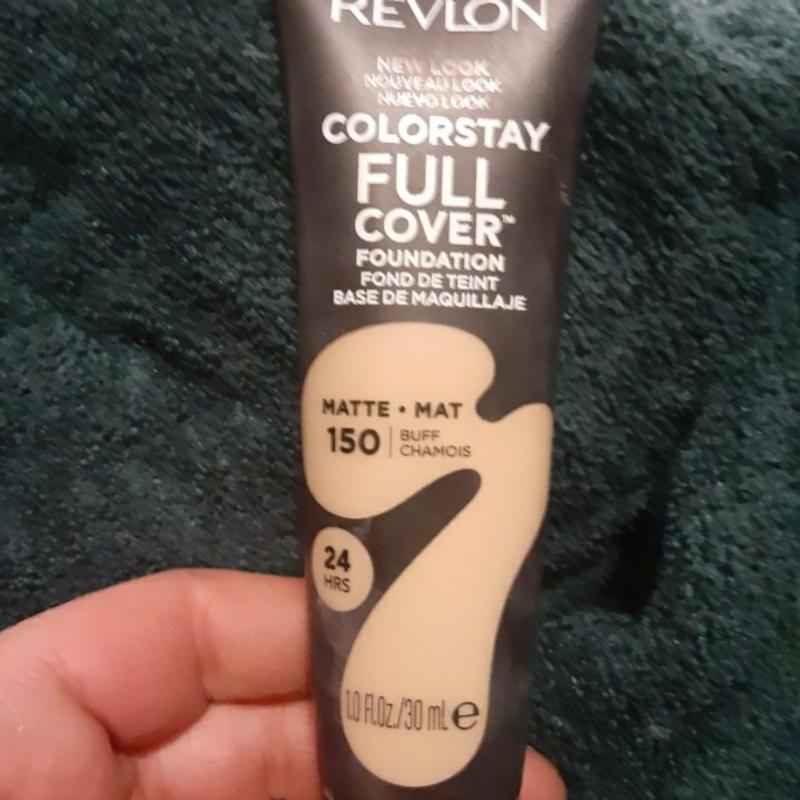 REVLON
NEW LOOK
NOUVEAU LOOK
NUEVO LOOK
COLORSTAY
FULL
COVER™
FOUNDATION
FOND DE TEINT
BASE DE MAQUILLAJE
MATTE • MAT
150 | BUFF
CHAMOIS
24
HRS
1.0 Fl.Oz./30 mL e